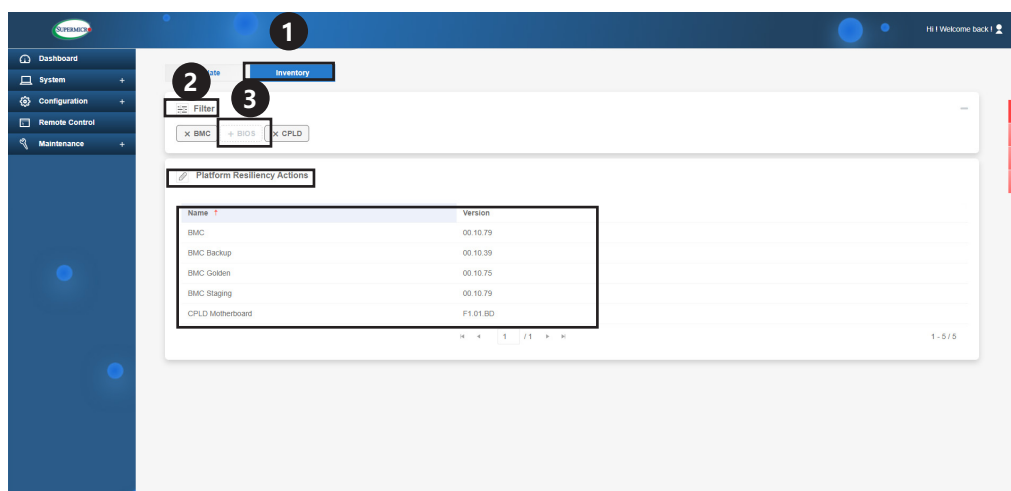 SUPERMICR
1
Hi ! Welcome back !
Dashboard
System +
Configuration +
Remote Control
Maintenance +
2
ate
Inventory
3
Filter
× BMC
+ BIOS
× CPLD
Platform Resiliency Actions
Name ↑ Version
BMC 00.10.79
BMC Backup 00.10.39
BMC Golden 00.10.75
BMC Staging 00.10.79
CPLD Motherboard F1.01.BD
1 / 1
1 - 5 / 5